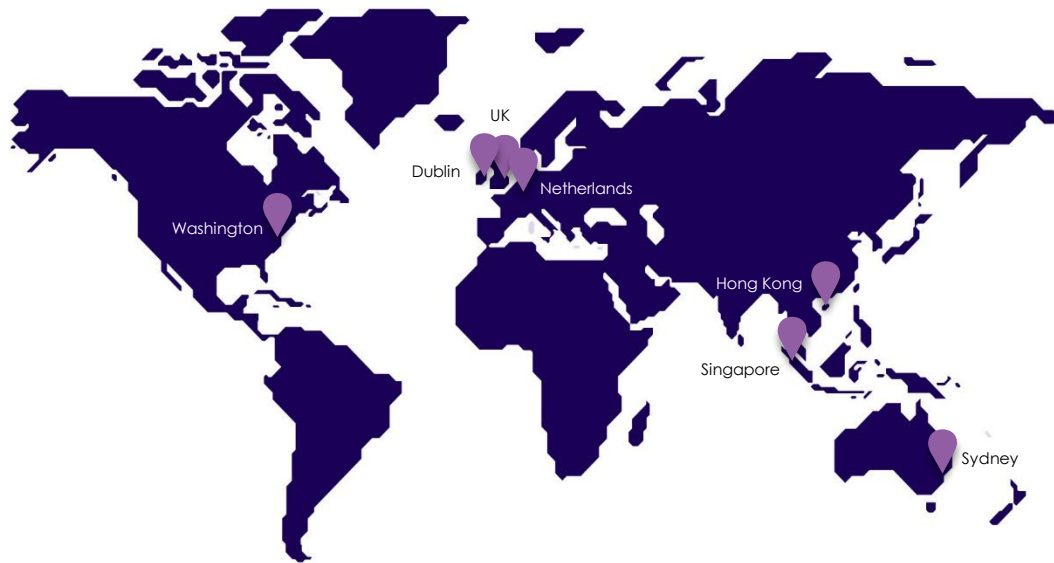 UK
Dublin
Netherlands
Washington
Hong Kong
Singapore
Sydney